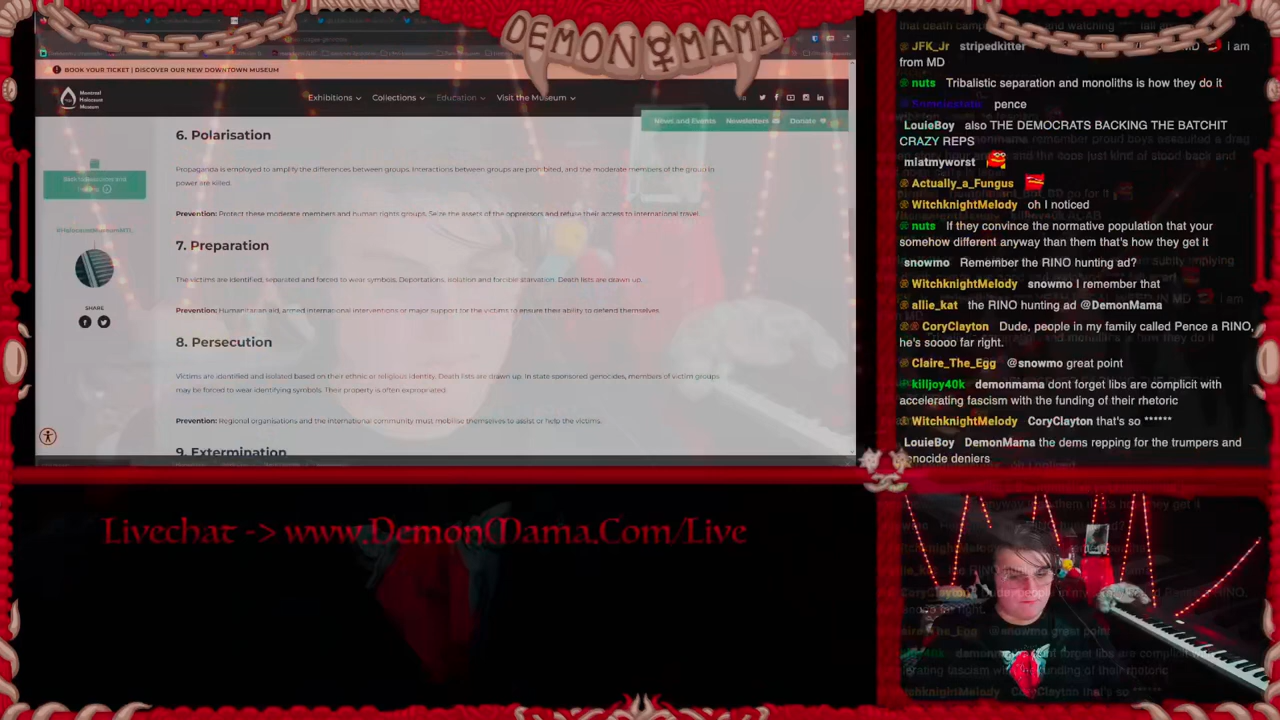 DEMON MAMA
BOOK YOUR TICKET | DISCOVER OUR NEW DOWNTOWN MUSEUM
Montreal
Holocaust
Museum
Exhibitions
Collections
Education
Visit the Museum
News and Events
Newsletters
Donate
6. Polarisation
Propaganda is employed to amplify the differences between groups. Interactions between groups are prohibited, and the moderate members of the group in
power are killed.
Prevention: Protect these moderate members and human rights groups. Seize the assets of the oppressors and refuse their access to international travel.
7. Preparation
The victims are identified, separated and forced to wear symbols. Deportations, isolation and forcible starvation. Death lists are drawn up.
Prevention: Humanitarian aid, armed international interventions or major support for the victims to ensure their ability to defend themselves.
8. Persecution
Victims are identified and isolated based on their ethnic or religious identity. Death lists are drawn up. In state sponsored genocides, members of victim groups
may be forced to wear identifying symbols. Their property is often expropriated.
Prevention: Regional organisations and the international community must mobilise themselves to assist or help the victims.
9. Extermination
SHARE
JFK_Jr stripedkitter I am
from MD
nuts Tribalistic separation and monoliths is how they do it
pence
LouieBoy also THE DEMOCRATS BACKING THE BATCHIT
CRAZY REPS
mlatmyworst
Actually_a_Fungus
WitchknightMelody oh I noticed
nuts If they convince the normative population that your
somehow different anyway than them that's how they get it
snowmo Remember the RINO hunting ad?
WitchknightMelody snowmo I remember that
allie_kat the RINO hunting ad @DemonMama
CoryClayton Dude, people in my family called Pence a RINO,
he's soooo far right.
Claire_The_Egg @snowmo great point
killjoy40k demonmama dont forget libs are complicit with
accelerating fascism with the funding of their rhetoric
WitchknightMelody CoryClayton that's so ******
LouieBoy DemonMama the dems repping for the trumpers and
genocide deniers
Livechat -> www.DemonMama.Com/Live